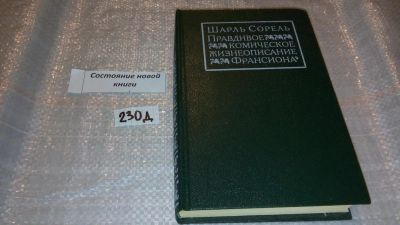 Шарль Сорель
Правдивое
комическое
жизнеописание
Франсиона
Состояние новой
книги
230д